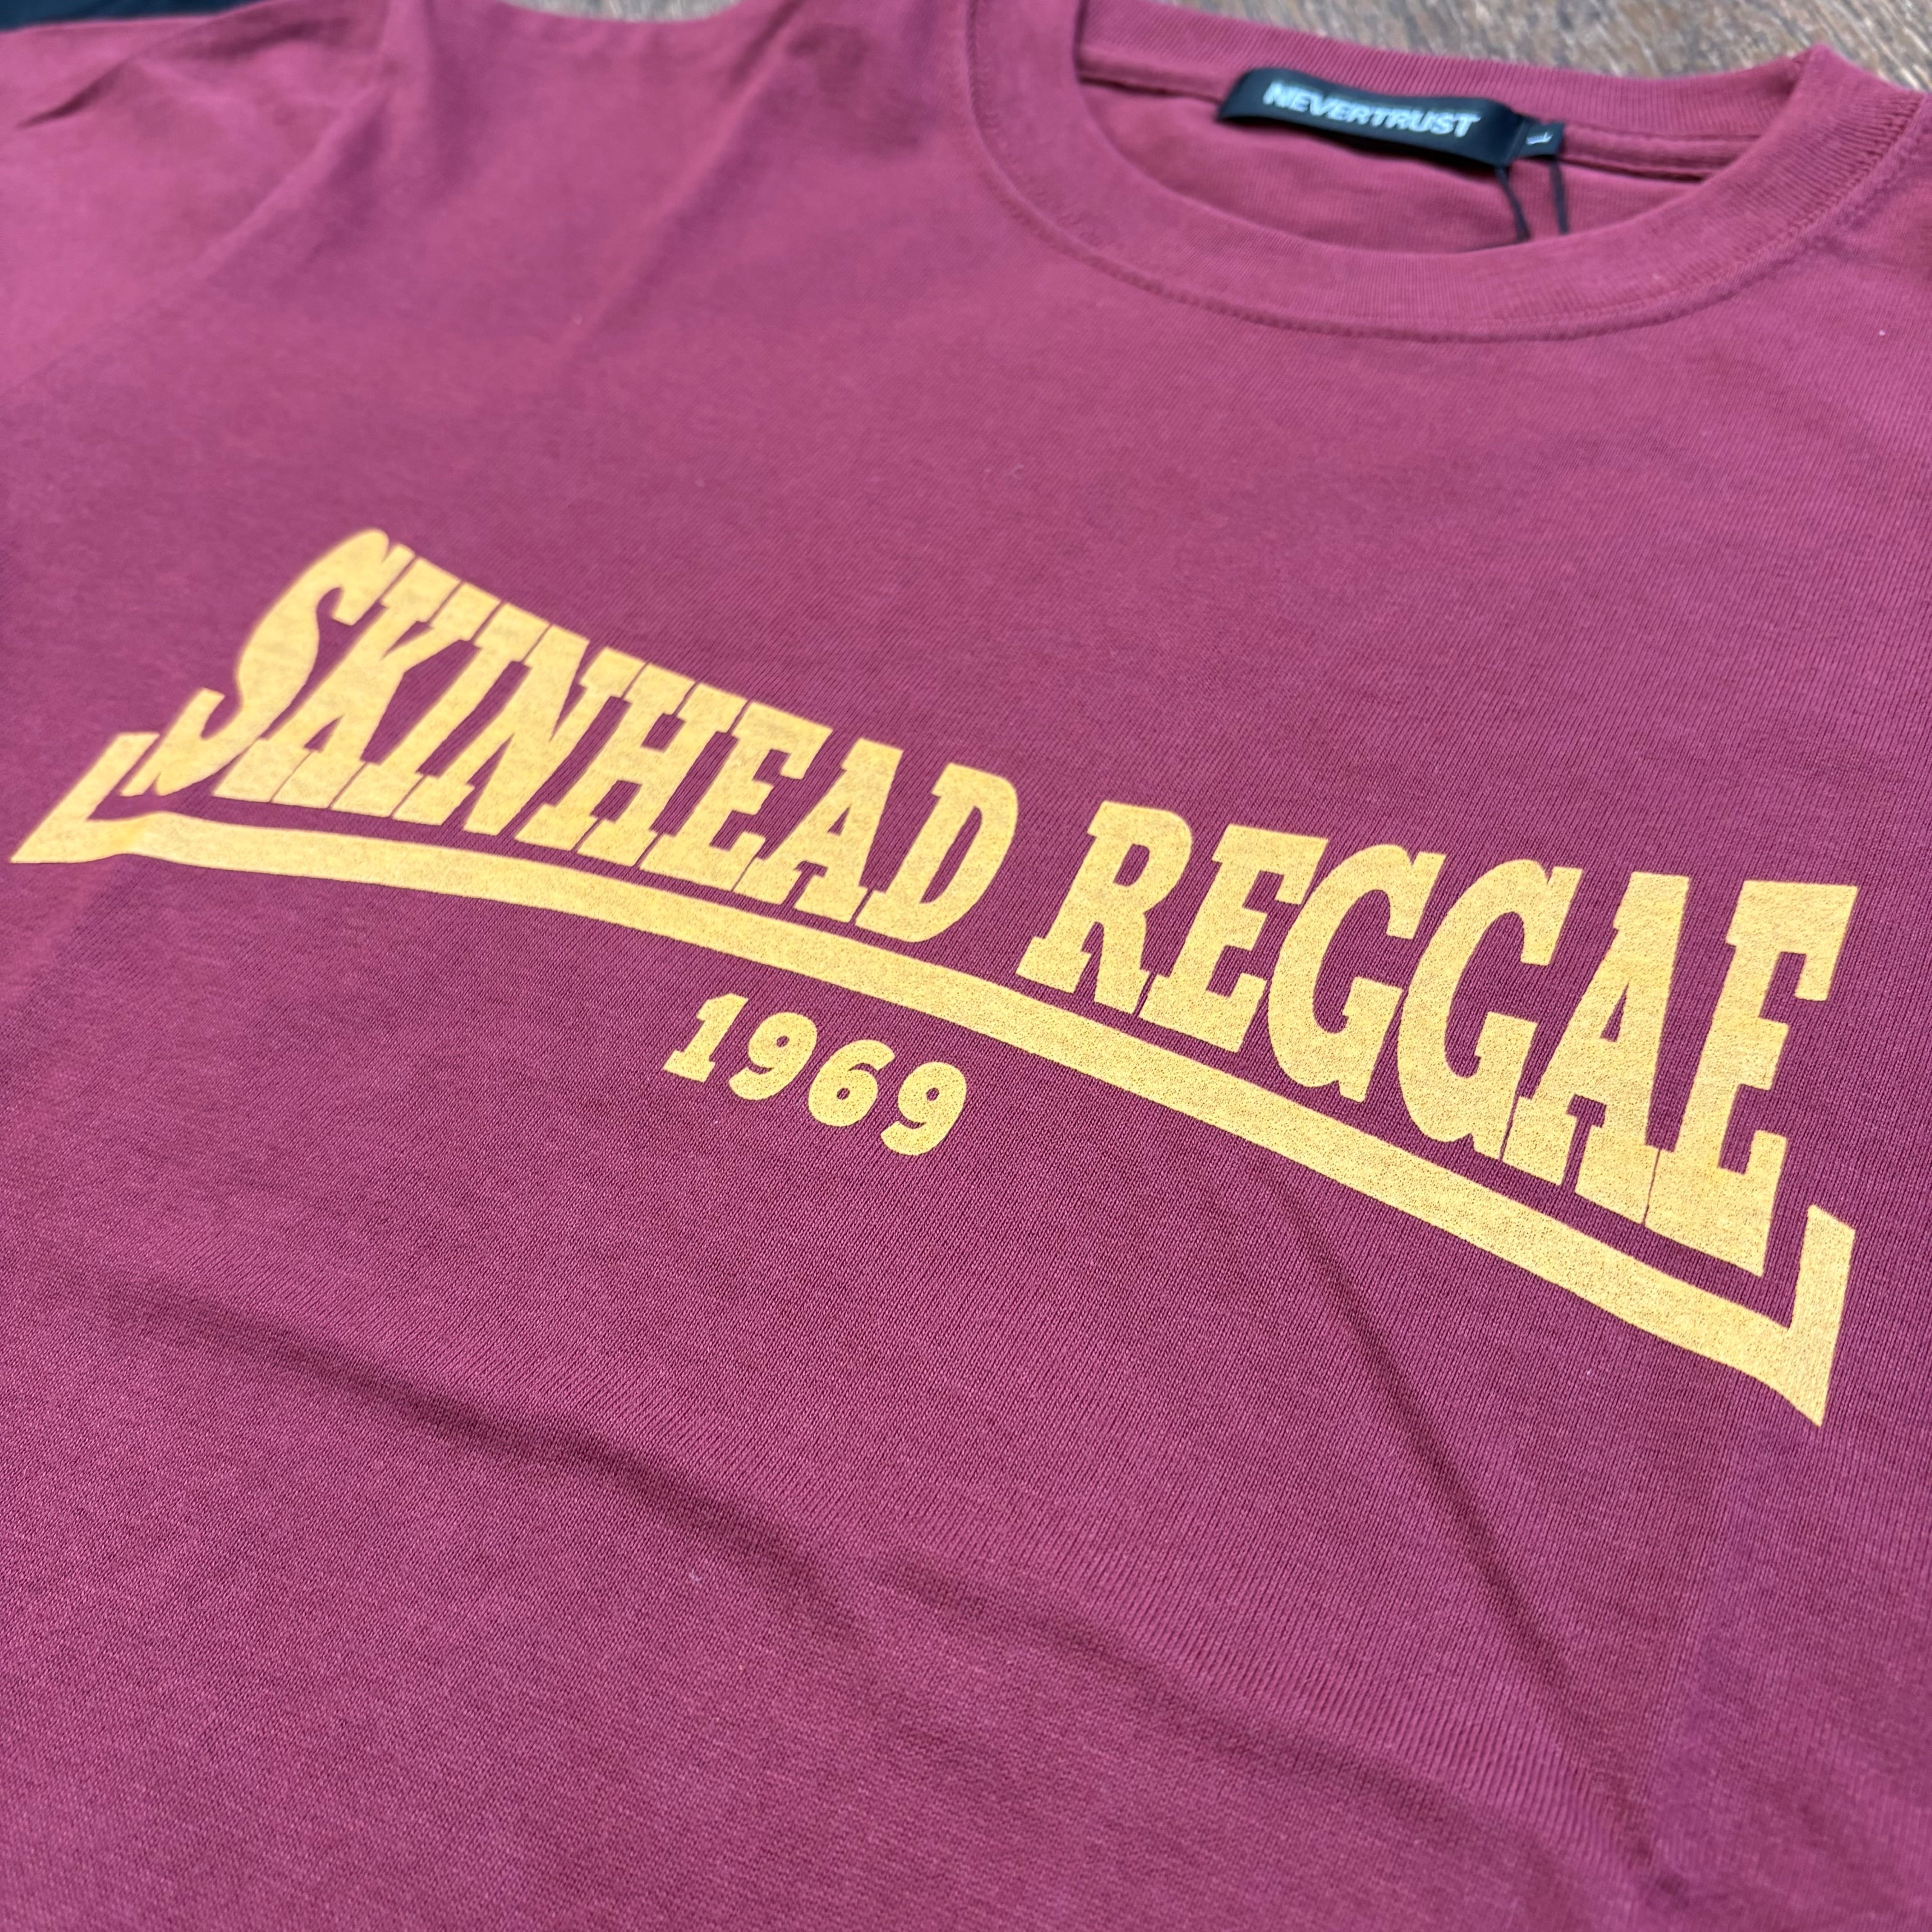 NEVERTRUST
L
SKINHEAD REGGAE
1969